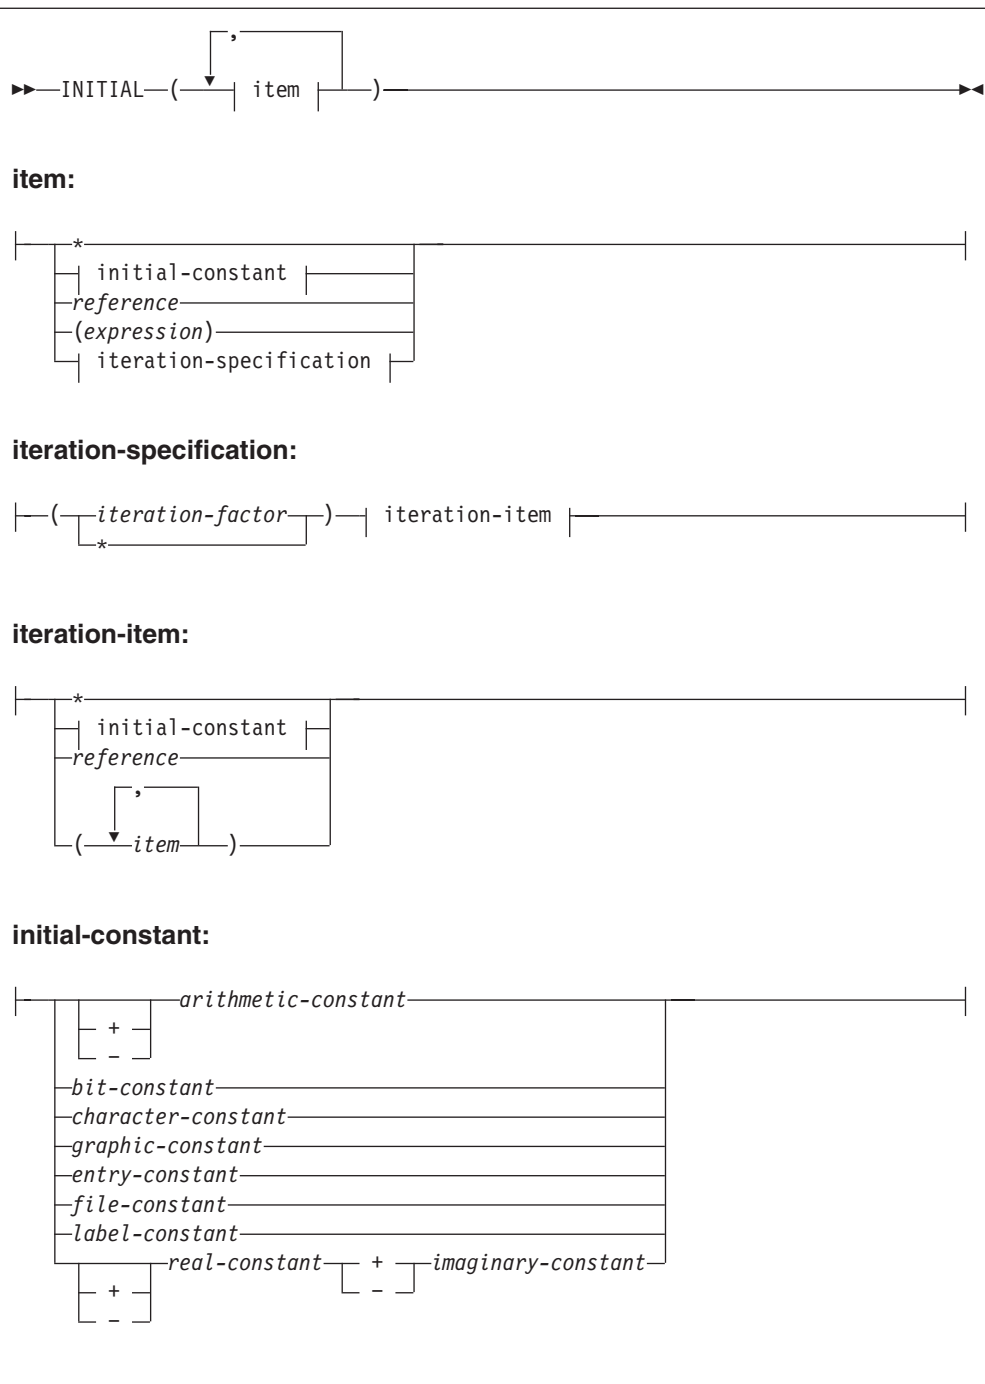 ,
INITIAL ( item )
item:
*
initial-constant
reference
(expression)
iteration-specification
iteration-specification:
( iteration-factor ) iteration-item
*
iteration-item:
*
initial-constant
reference
,
( item )
initial-constant:
arithmetic-constant
+
-
bit-constant
character-constant
graphic-constant
entry-constant
file-constant
label-constant
real-constant + imaginary-constant
+ -
-